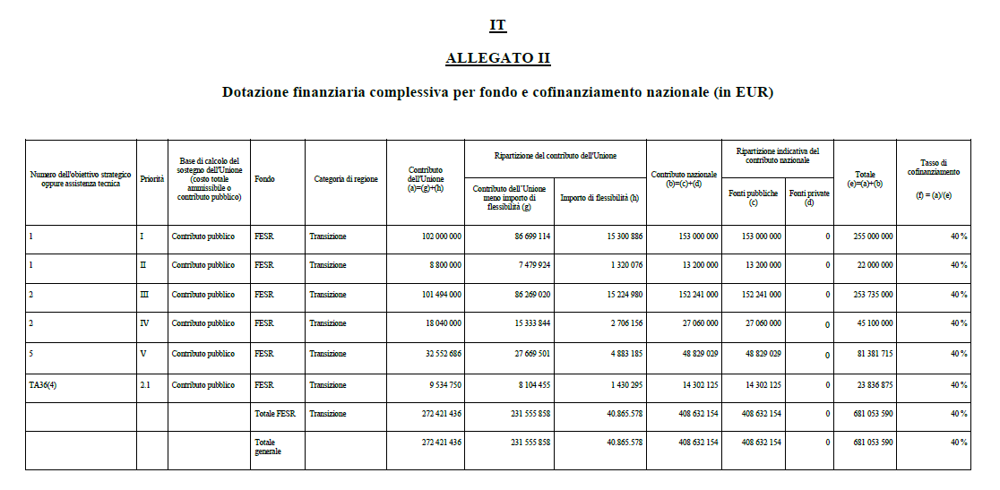 IT
ALLEGATO II
Dotazione finanziaria complessiva per fondo e cofinanziamento nazionale (in EUR)
Numero dell'obiettivo strategico oppure assistenza tecnica | Priorità | Base di calcolo del sostegno dell'Unione (costo totale ammissibile o contributo pubblico) | Fondo | Categoria di regione | Contributo dell'Unione (a)=(g)+(h) | Ripartizione del contributo dell'Unione | Contributo nazionale (b)=(c)+(d) | Ripartizione indicativa del contributo nazionale | Totale (e)=(a)+(b) | Tasso di cofinanziamento (f) = (a)/(e)
Contributo dell'Unione meno importo di flessibilità (g) | Importo di flessibilità (h) | Fonti pubbliche (c) | Fonti private (d)
1 | I | Contributo pubblico | FESR | Transizione | 102 000 000 | 86 699 114 | 15 300 886 | 153 000 000 | 153 000 000 | 0 | 255 000 000 | 40 %
1 | II | Contributo pubblico | FESR | Transizione | 8 800 000 | 7 479 924 | 1 320 076 | 13 200 000 | 13 200 000 | 0 | 22 000 000 | 40 %
2 | III | Contributo pubblico | FESR | Transizione | 101 494 000 | 86 269 020 | 15 224 980 | 152 241 000 | 152 241 000 | 0 | 253 735 000 | 40 %
2 | IV | Contributo pubblico | FESR | Transizione | 18 040 000 | 15 333 844 | 2 706 156 | 27 060 000 | 27 060 000 | 0 | 45 100 000 | 40 %
5 | V | Contributo pubblico | FESR | Transizione | 32 552 686 | 27 669 501 | 4 883 185 | 48 829 029 | 48 829 029 | 0 | 81 381 715 | 40 %
TA36(4) | 2.1 | Contributo pubblico | FESR | Transizione | 9 534 750 | 8 104 455 | 1 430 295 | 14 302 125 | 14 302 125 | 0 | 23 836 875 | 40 %
Totale FESR | Transizione | 272 421 436 | 231 555 858 | 40.865.578 | 408 632 154 | 408 632 154 | 0 | 681 053 590 | 40 %
Totale generale | 272 421 436 | 231 555 858 | 40.865.578 | 408 632 154 | 408 632 154 | 0 | 681 053 590 | 40 %